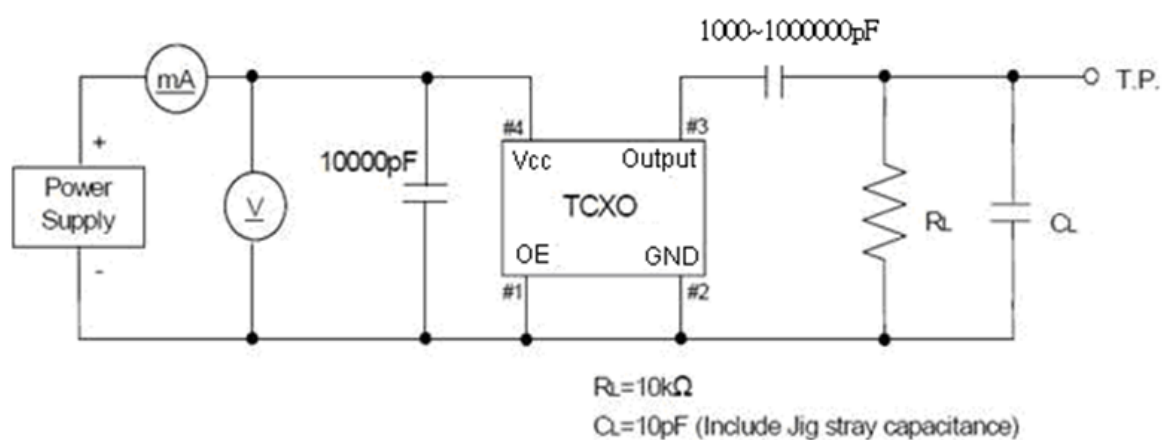 1000~1000000pF
mA
T.P.
#4
#3
+
10000pF
Vcc
Output
Power
Supply
V
TCXO
RL
CL
-
OE
GND
#1
#2
RL=10kΩ
CL=10pF (Include Jig stray capacitance)